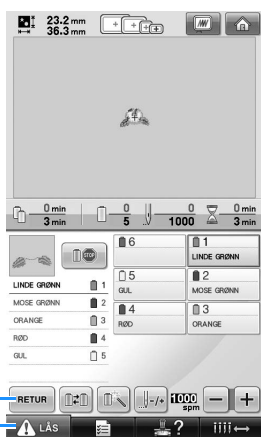 23.2 mm
36.3 mm
0 min
3 min
0
5
0
1000
0 min
3 min
STOP
LINDE GRØNN 1
MOSE GRØNN 2
ORANGE 3
RØD 4
GUL 5
6
1
LINDE GRØNN
5
GUL
2
MOSE GRØNN
4
RØD
3
ORANGE
RETUR
-/+
1000
spm
- +
LÅS
?